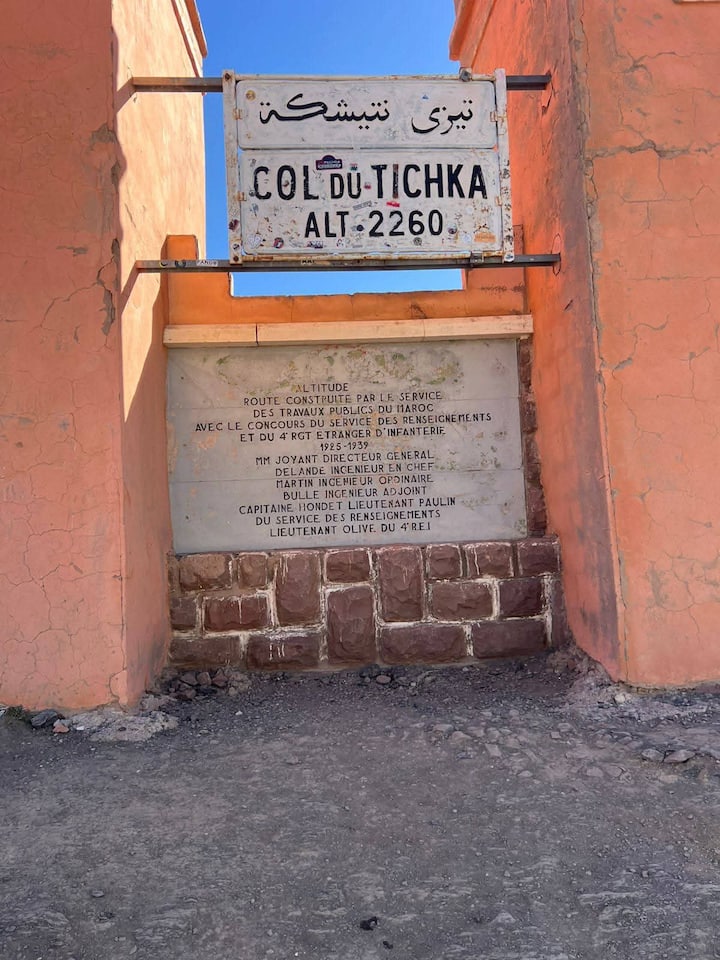 تيزي نتيشكة
COL DU TICHKA
ALT . 2260
ALTITUDE
ROUTE CONSTRUITE PAR LE SERVICE
DES TRAVAUX PUBLICS DU MAROC
AVEC LE CONCOURS DU SERVICE DES RENSEIGNEMENTS
ET DU 4ᵉ RGT ETRANGER D'INFANTERIE
1925-1939
MM JOYANT DIRECTEUR GENERAL
DELANDE INGENIEUR EN CHEF
MARTIN INGENIEUR ORDINAIRE
BULLE INGENIEUR ADJOINT
CAPITAINE HONDET LIEUTENANT PAULIN
DU SERVICE DES RENSEIGNEMENTS
LIEUTENANT OLIVE DU 4ᵉ R.E.I